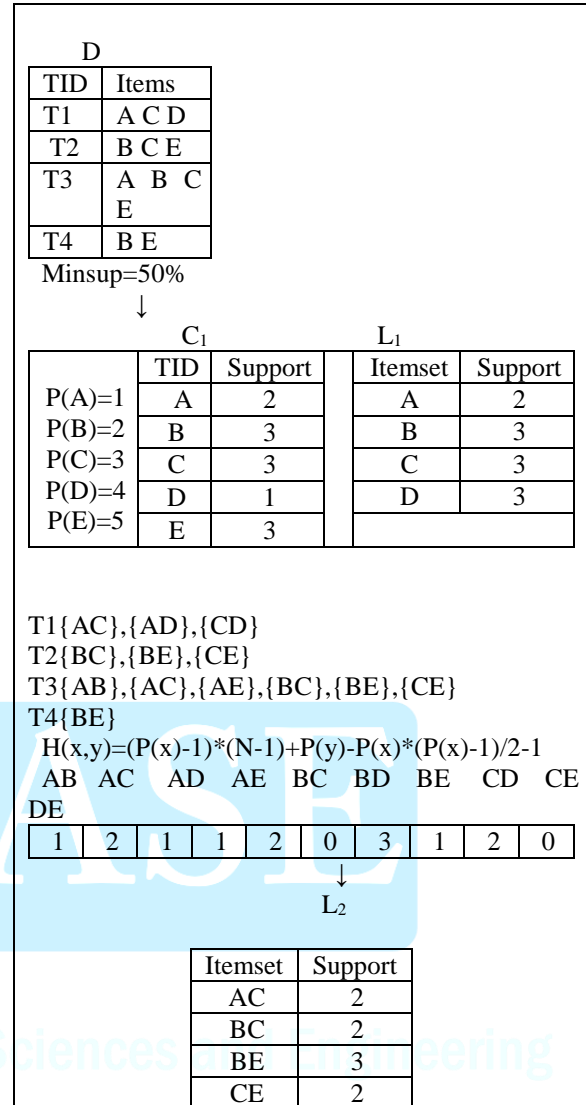 D
TID Items
T1 A C D
T2 B C E
T3 A B C
E
T4 B E
Minsup=50%
↓
C₁ L₁
TID Support Itemset Support
P(A)=1 A 2 A 2
P(B)=2 B 3 B 3
P(C)=3 C 3 C 3
P(D)=4 D 1 D 3
P(E)=5 E 3
T1{AC},{AD},{CD}
T2{BC},{BE},{CE}
T3{AB},{AC},{AE},{BC},{BE},{CE}
T4{BE}
H(x,y)=(P(x)-1)*(N-1)+P(y)-P(x)*(P(x)-1)/2-1
AB AC AD AE BC BD BE CD CE
DE
1 2 1 1 2 0 3 1 2 0
↓
L₂
Itemset Support
AC 2
BC 2
BE 3
CE 2
ASE
Sciences and Engineering